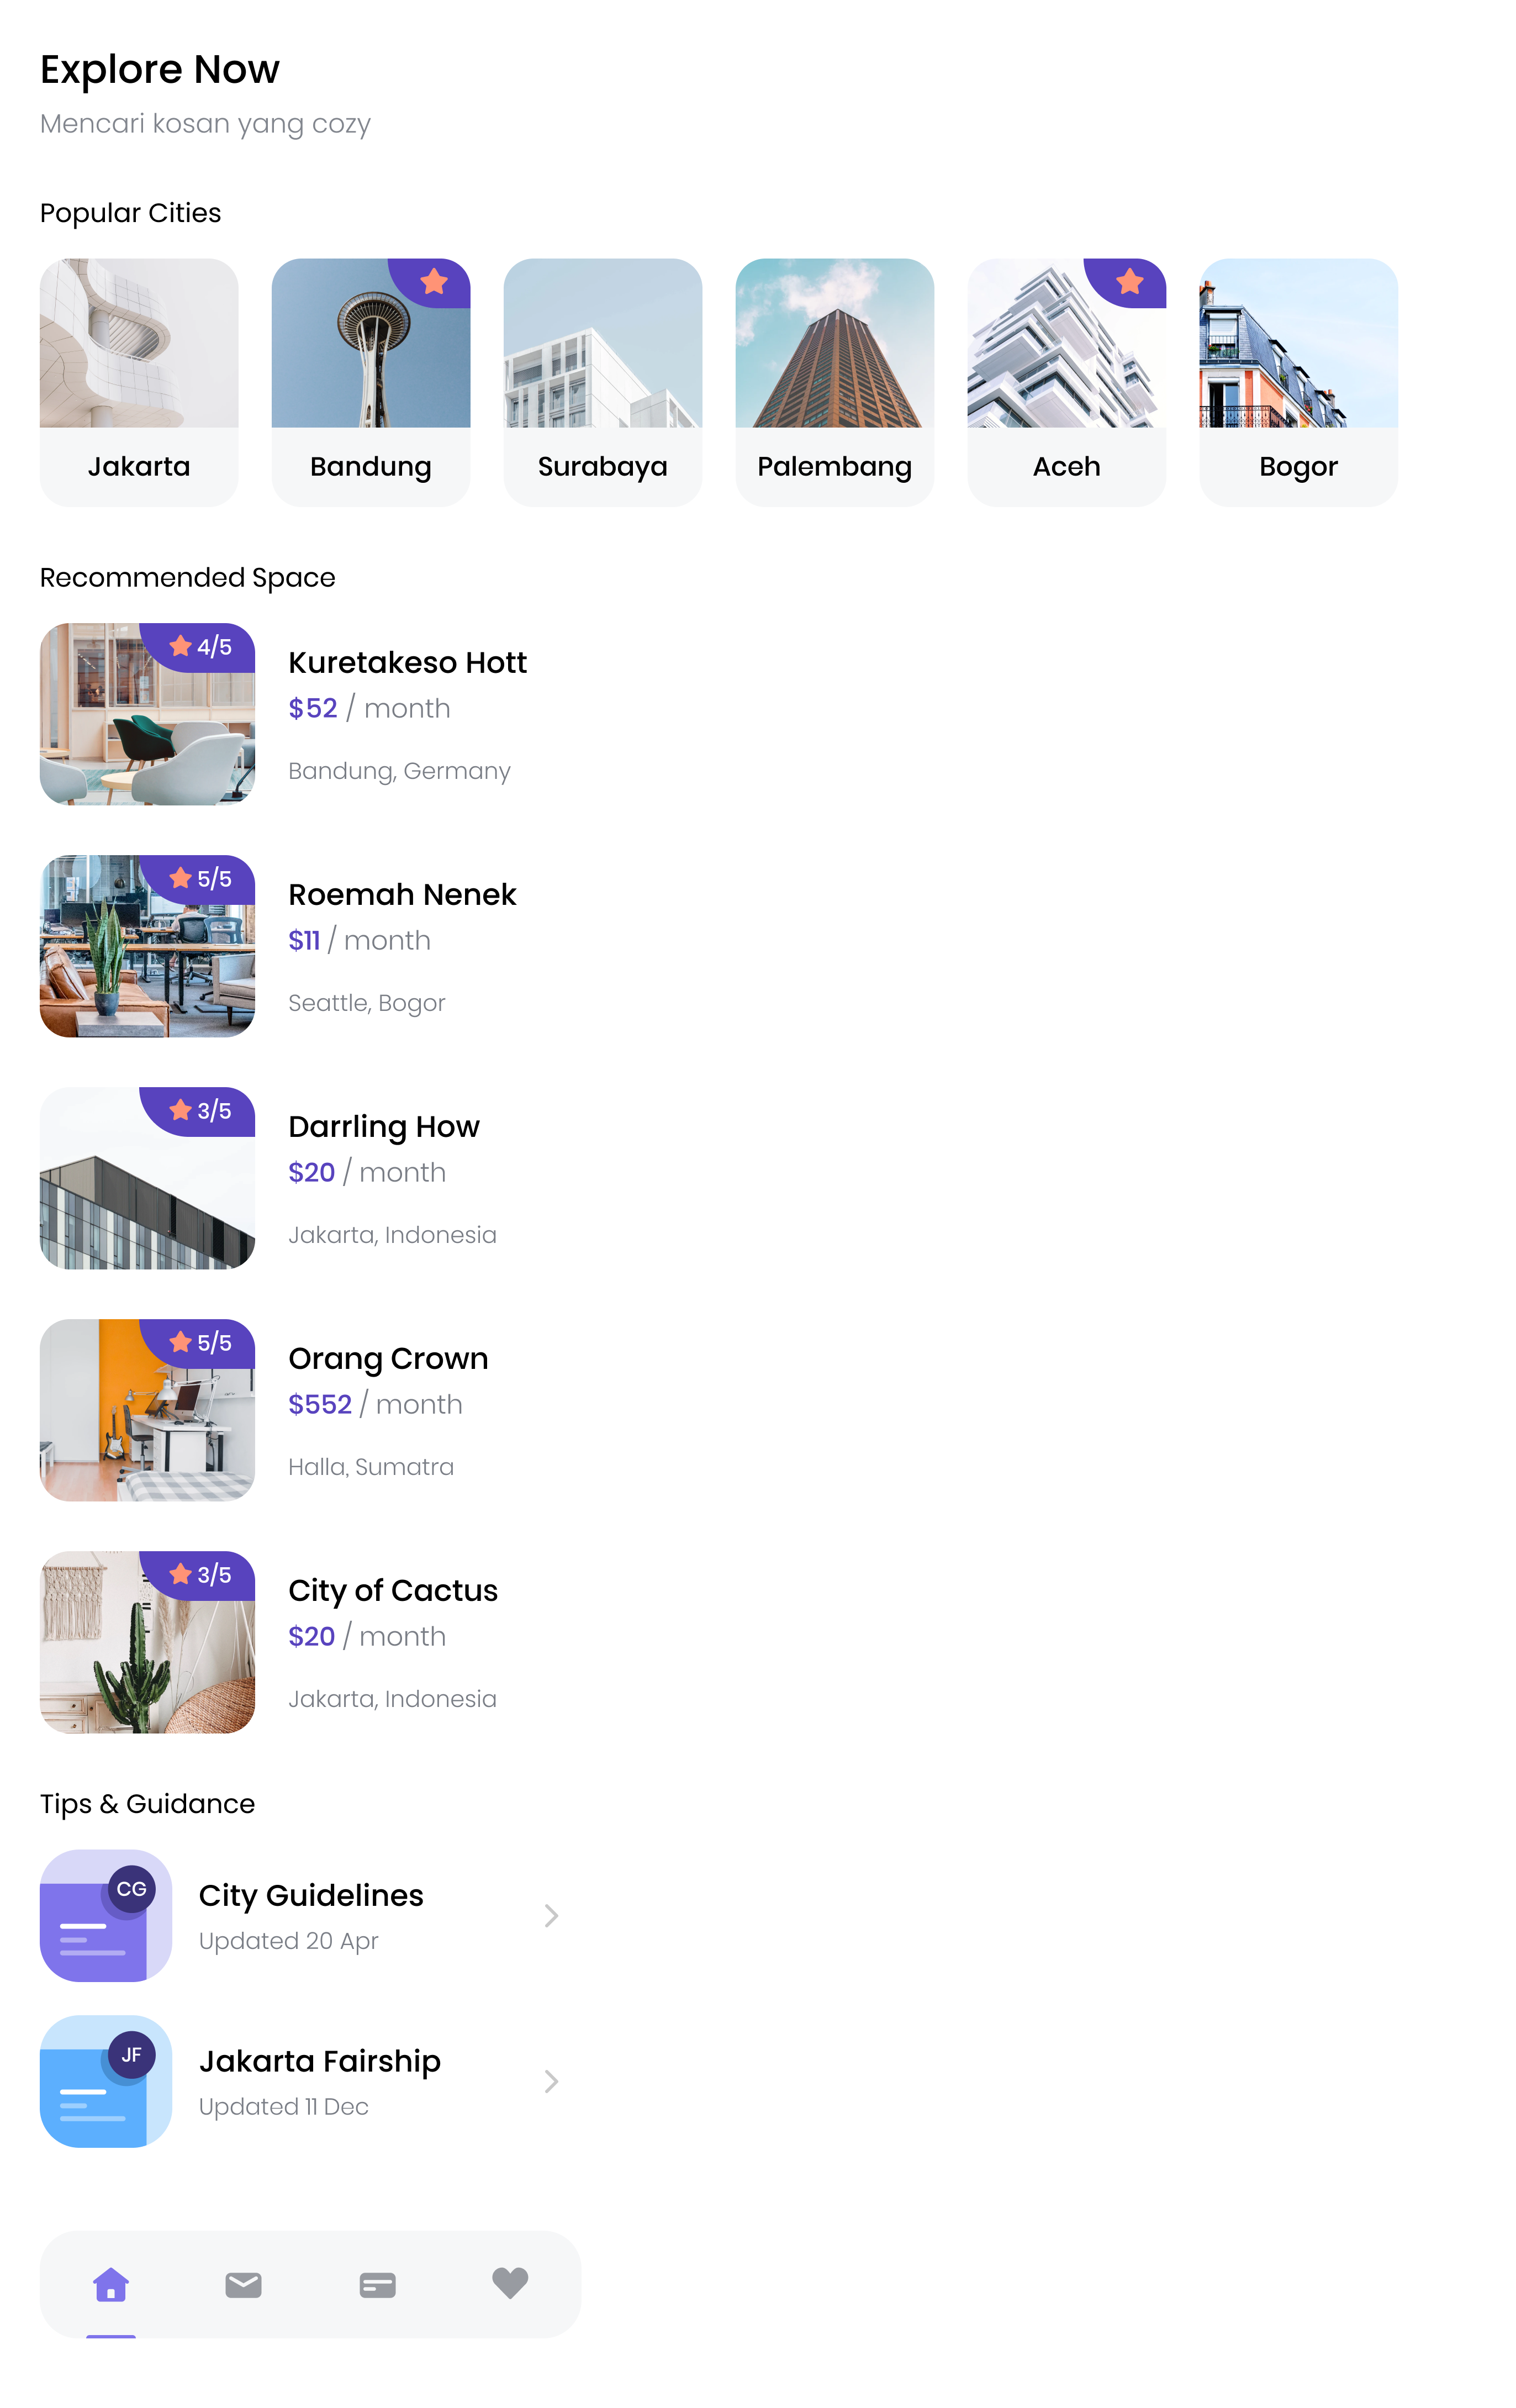 Explore Now
Mencari kosan yang cozy
Popular Cities
Jakarta
Bandung
Surabaya
Palembang
Aceh
Bogor
Recommended Space
4/5
Kuretakeso Hott
$52 / month
Bandung, Germany
5/5
Roemah Nenek
$11 / month
Seattle, Bogor
3/5
Darrling How
$20 / month
Jakarta, Indonesia
5/5
Orang Crown
$552 / month
Halla, Sumatra
3/5
City of Cactus
$20 / month
Jakarta, Indonesia
Tips & Guidance
CG
City Guidelines
Updated 20 Apr
JF
Jakarta Fairship
Updated 11 Dec